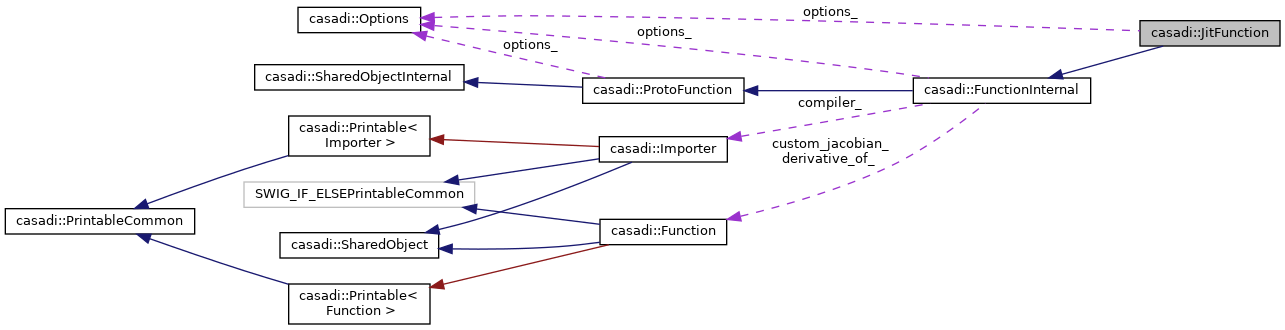 casadi::Options
options_
casadi::JitFunction
options_
options_
casadi::SharedObjectInternal
casadi::ProtoFunction
casadi::FunctionInternal
compiler_
casadi::Printable<
Importer >
casadi::Importer
custom_jacobian_
derivative_of_
SWIG_IF_ELSEPrintableCommon
casadi::PrintableCommon
casadi::Function
casadi::SharedObject
casadi::Printable<
Function >